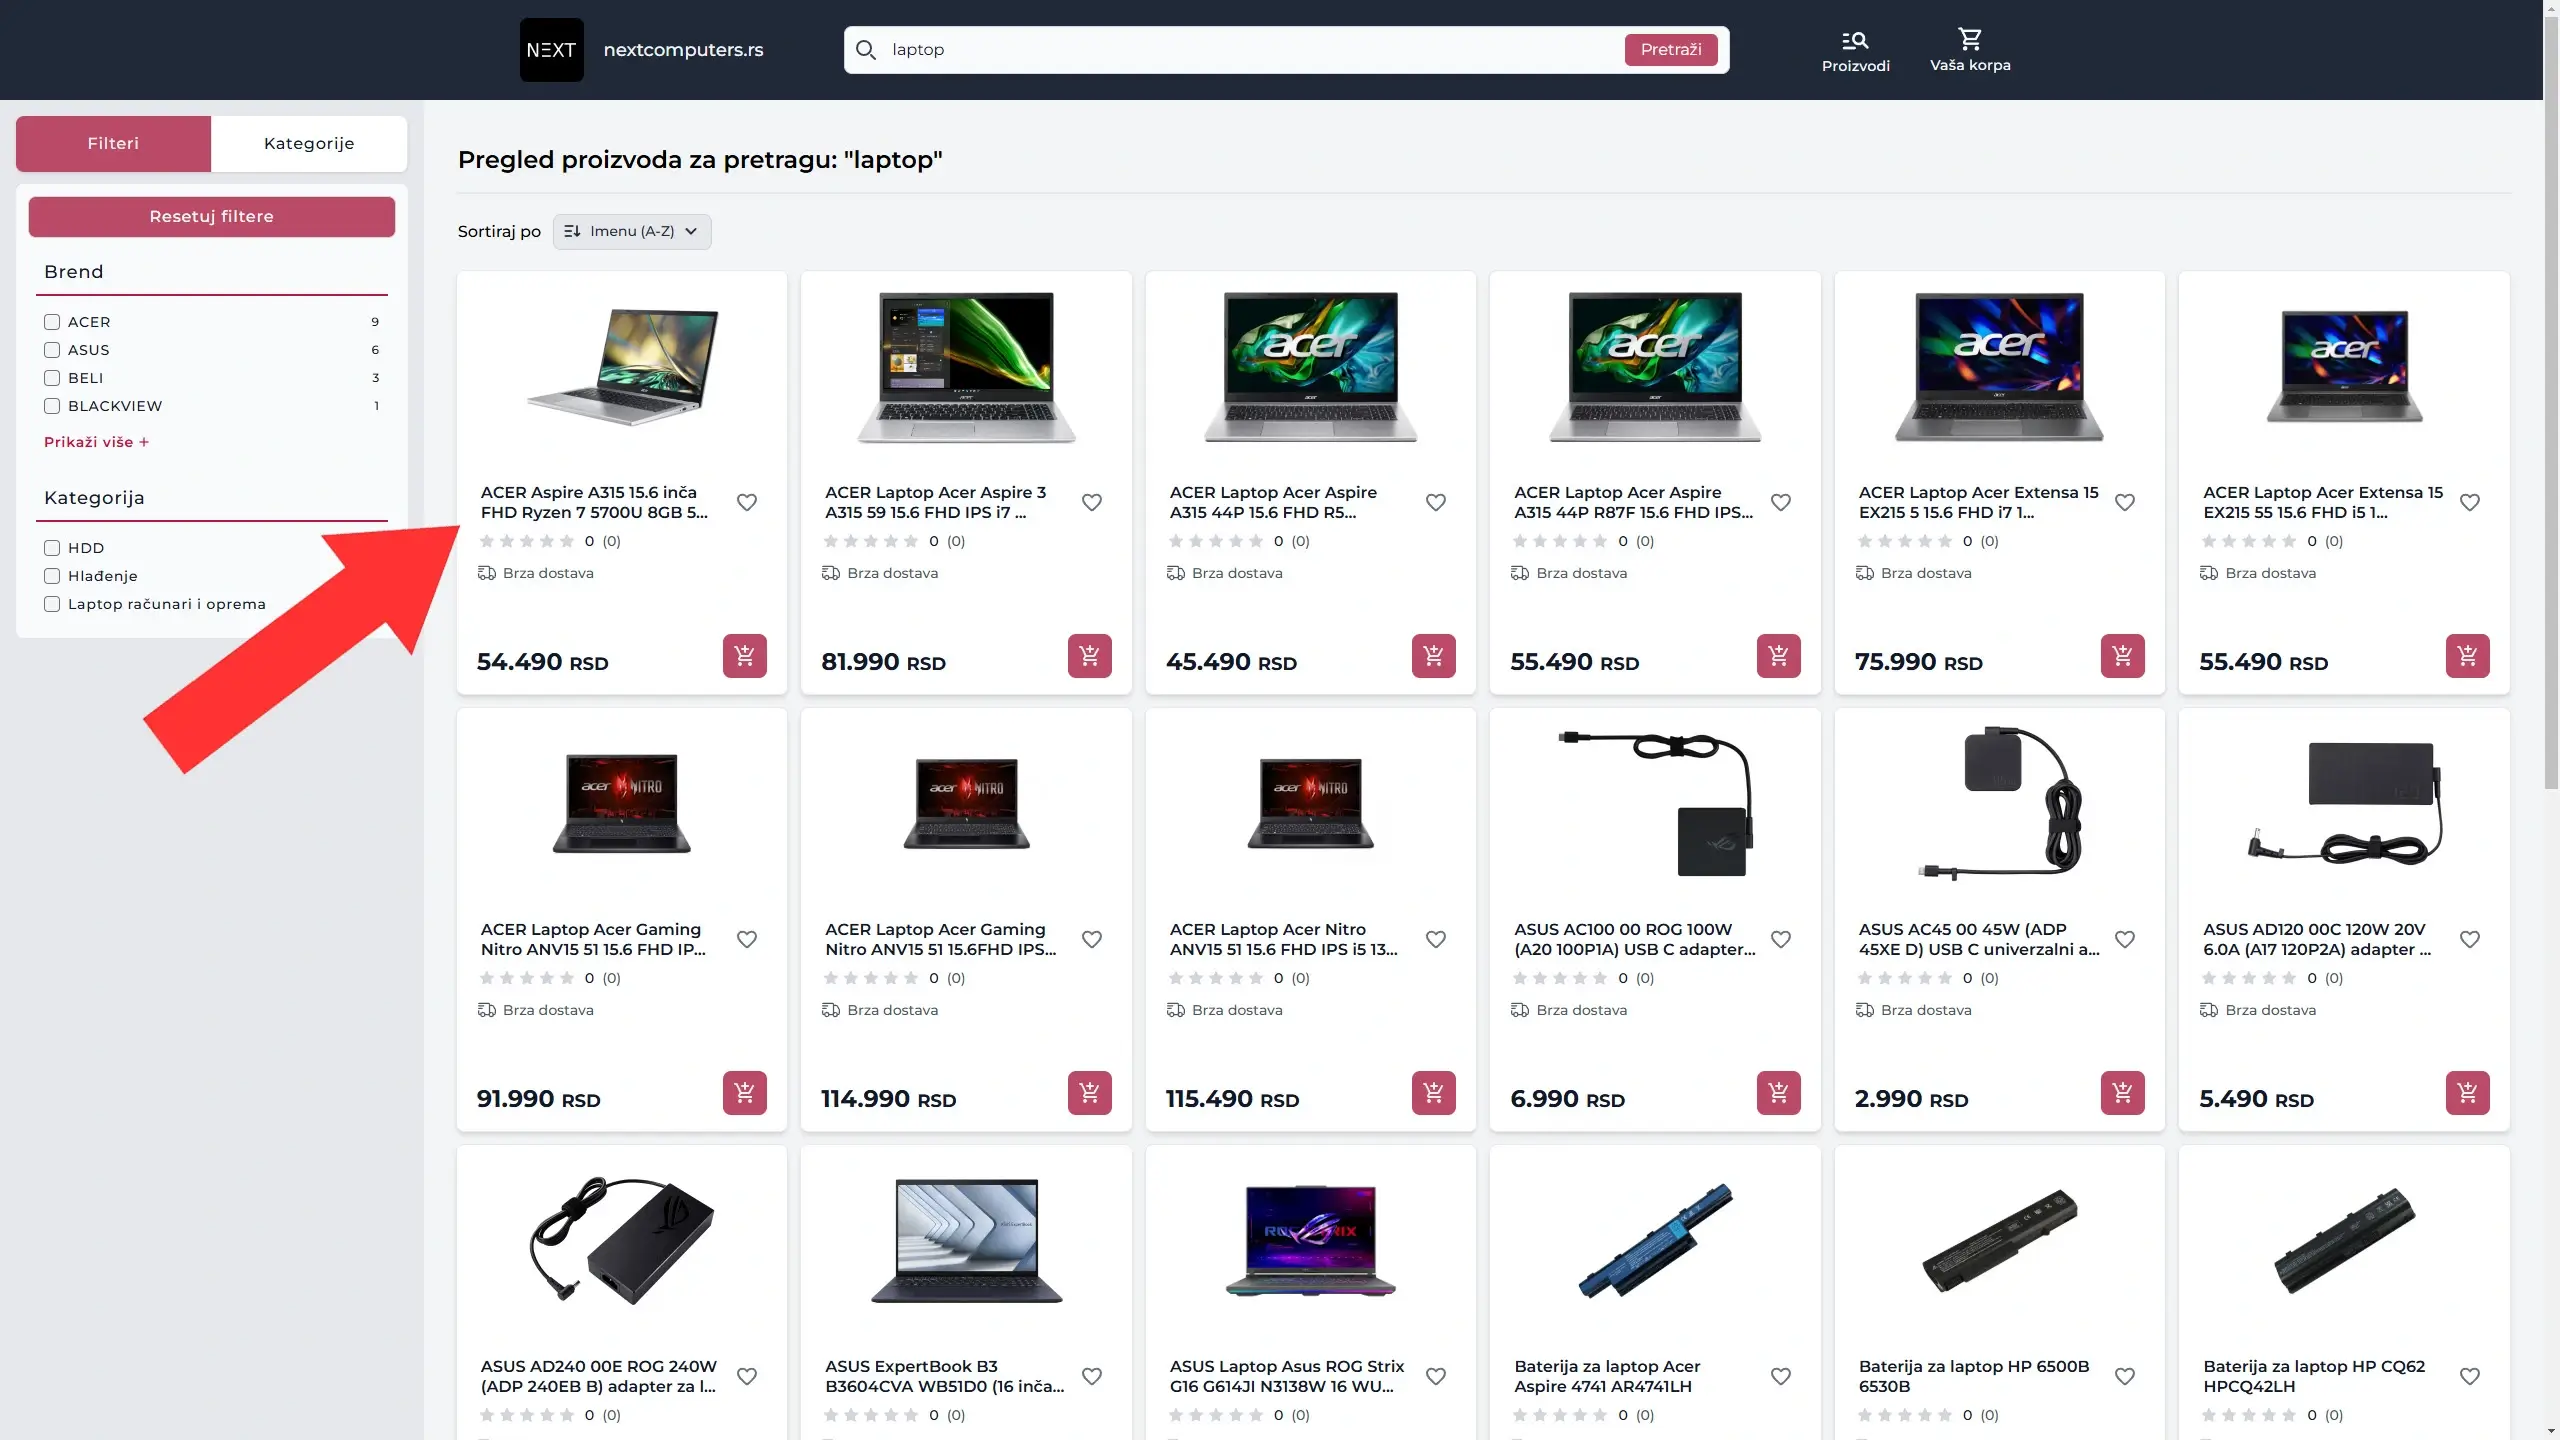 NEXT
nextcomputers.rs
laptop
Pretraži
Proizvodi
Vaša korpa
Filteri
Kategorije
Resetuj filtere
Brend
ACER 9
ASUS 6
BELI 3
BLACKVIEW 1
Prikaži više +
Kategorija
HDD
Hlađenje
Laptop računari i oprema
Pregled proizvoda za pretragu: "laptop"
Sortiraj po
Imenu (A-Z)
ACER Aspire A315 15.6 inča
FHD Ryzen 7 5700U 8GB 5...
0 (0)
Brza dostava
54.490 RSD
acer
ACER Laptop Acer Aspire 3
A315 59 15.6 FHD IPS i7 ...
0 (0)
Brza dostava
81.990 RSD
acer
acer
ACER Laptop Acer Aspire
A315 44P 15.6 FHD R5...
0 (0)
Brza dostava
45.490 RSD
acer
acer
ACER Laptop Acer Aspire
A315 44P R87F 15.6 FHD IPS...
0 (0)
Brza dostava
55.490 RSD
acer
acer
ACER Laptop Acer Extensa 15
EX215 5 15.6 FHD i7 1...
0 (0)
Brza dostava
75.990 RSD
acer
ACER Laptop Acer Extensa 15
EX215 55 15.6 FHD i5 1...
0 (0)
Brza dostava
55.490 RSD
acer NITRO
ACER Laptop Acer Gaming
Nitro ANV15 51 15.6 FHD IP...
0 (0)
Brza dostava
91.990 RSD
acer NITRO
ACER Laptop Acer Gaming
Nitro ANV15 51 15.6FHD IPS...
0 (0)
Brza dostava
114.990 RSD
acer NITRO
ACER Laptop Acer Nitro
ANV15 51 15.6 FHD IPS i5 13...
0 (0)
Brza dostava
115.490 RSD
ASUS AC100 00 ROG 100W
(A20 100P1A) USB C adapter...
0 (0)
Brza dostava
6.990 RSD
ASUS AC45 00 45W (ADP
45XE D) USB C univerzalni a...
0 (0)
Brza dostava
2.990 RSD
ASUS AD120 00C 120W 20V
6.0A (A17 120P2A) adapter ...
0 (0)
Brza dostava
5.490 RSD
ASUS AD240 00E ROG 240W
(ADP 240EB B) adapter za l...
0 (0)
ASUS ExpertBook B3
B3604CVA WB51D0 (16 inča...
0 (0)
ASUS Laptop Asus ROG Strix
G16 G614JI N3138W 16 WU...
0 (0)
Baterija za laptop Acer
Aspire 4741 AR4741LH
0 (0)
Baterija za laptop HP 6500B
6530B
0 (0)
Baterija za laptop HP CQ62
HPCQ42LH
0 (0)